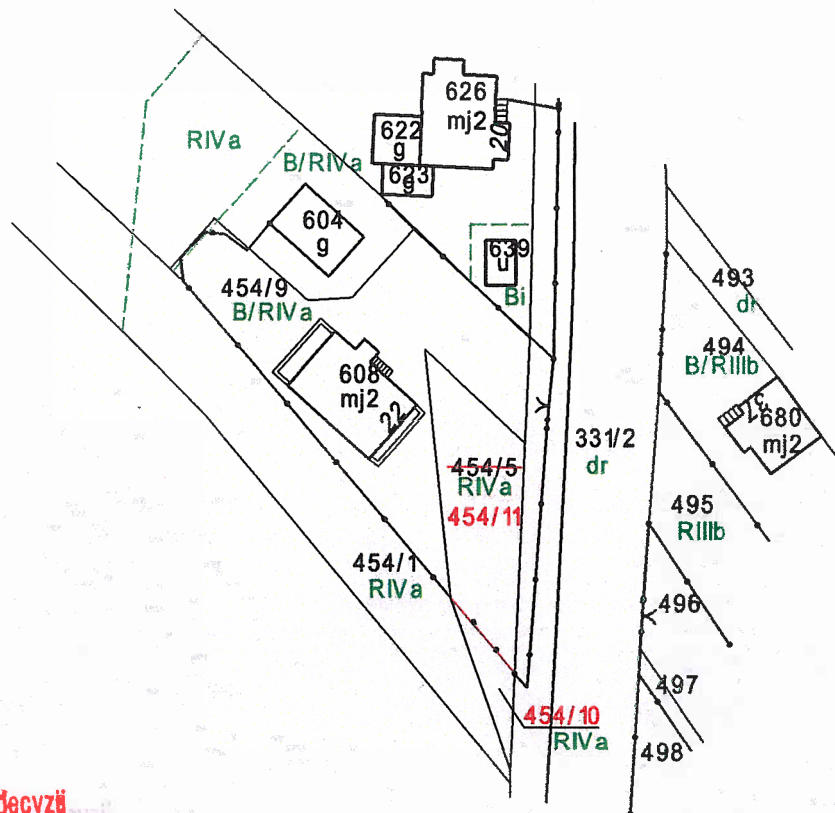 626
mj2
20
622
g
623
g
RIVa
B/RIVa
604
g
639
u
Bi
454/9
B/RIVa
493
dr
494
B/RIIIb
608
mj2
22
37
680
mj2
331/2
dr
454/5
RIVa
454/11
495
RIIIb
454/1
RIVa
496
497
454/10
RIVa
498
decyzji